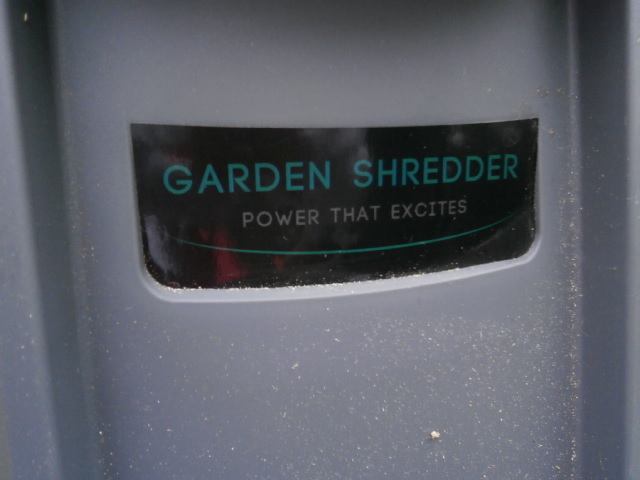 GARDEN SHREDDER
POWER THAT EXCITES